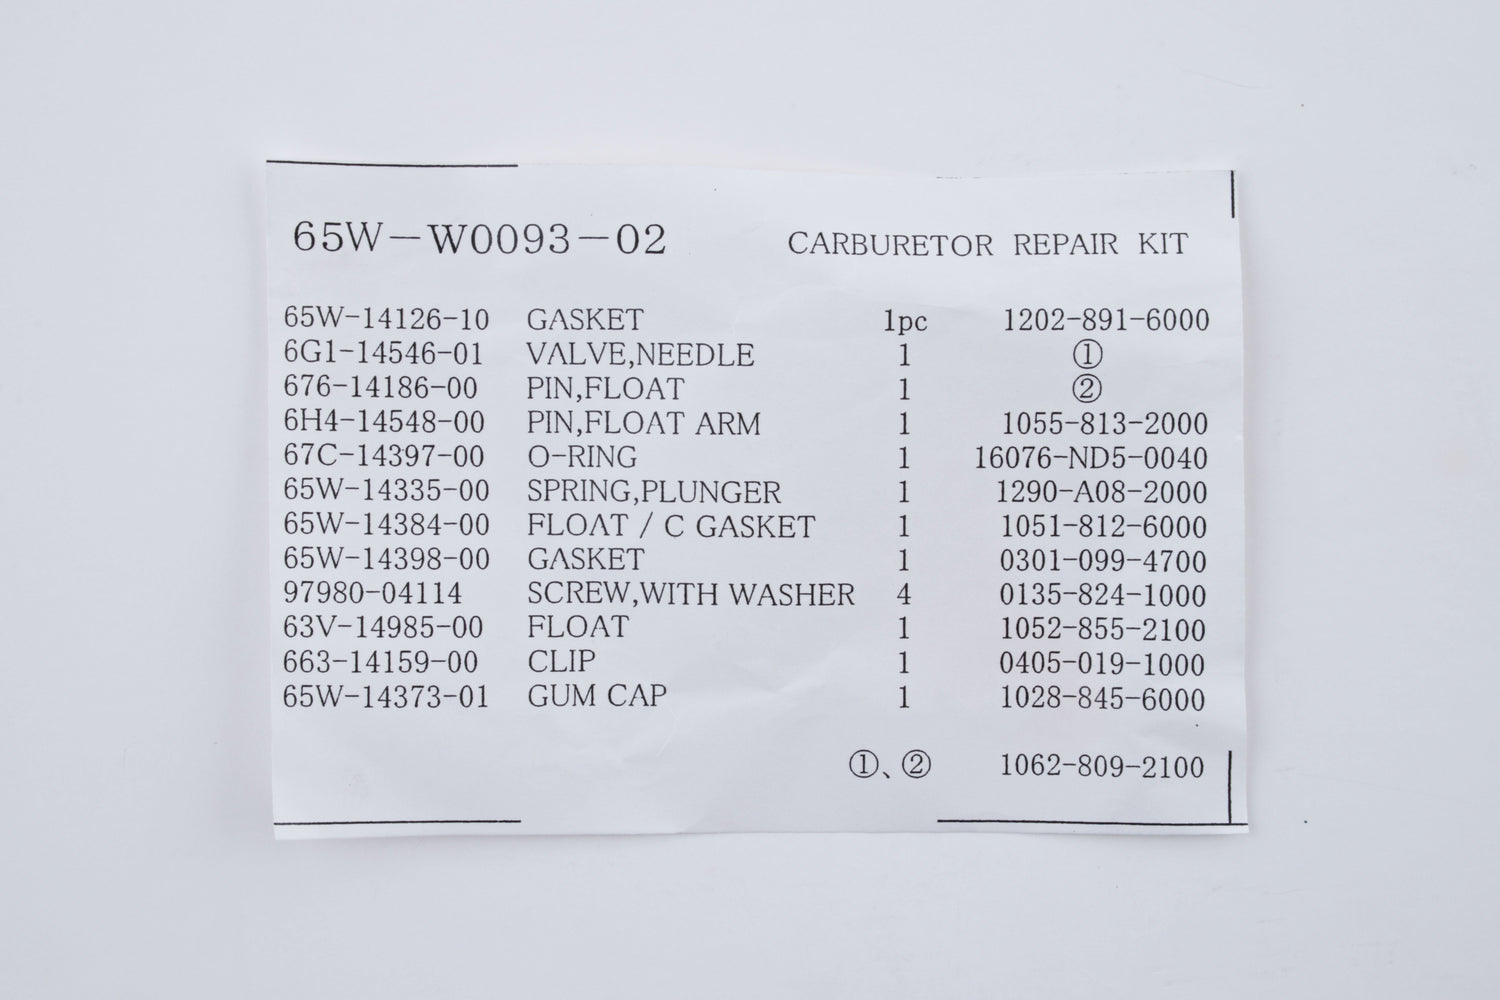 65W-W0093-02 CARBURETOR REPAIR KIT
65W-14126-10 GASKET 1pc 1202-891-6000
6G1-14546-01 VALVE,NEEDLE 1 ①
676-14186-00 PIN,FLOAT 1 ②
6H4-14548-00 PIN,FLOAT ARM 1 1055-813-2000
67C-14397-00 O-RING 1 16076-ND5-0040
65W-14335-00 SPRING,PLUNGER 1 1290-A08-2000
65W-14384-00 FLOAT / C GASKET 1 1051-812-6000
65W-14398-00 GASKET 1 0301-099-4700
97980-04114 SCREW,WITH WASHER 4 0135-824-1000
63V-14985-00 FLOAT 1 1052-855-2100
663-14159-00 CLIP 1 0405-019-1000
65W-14373-01 GUM CAP 1 1028-845-6000
①、② 1062-809-2100